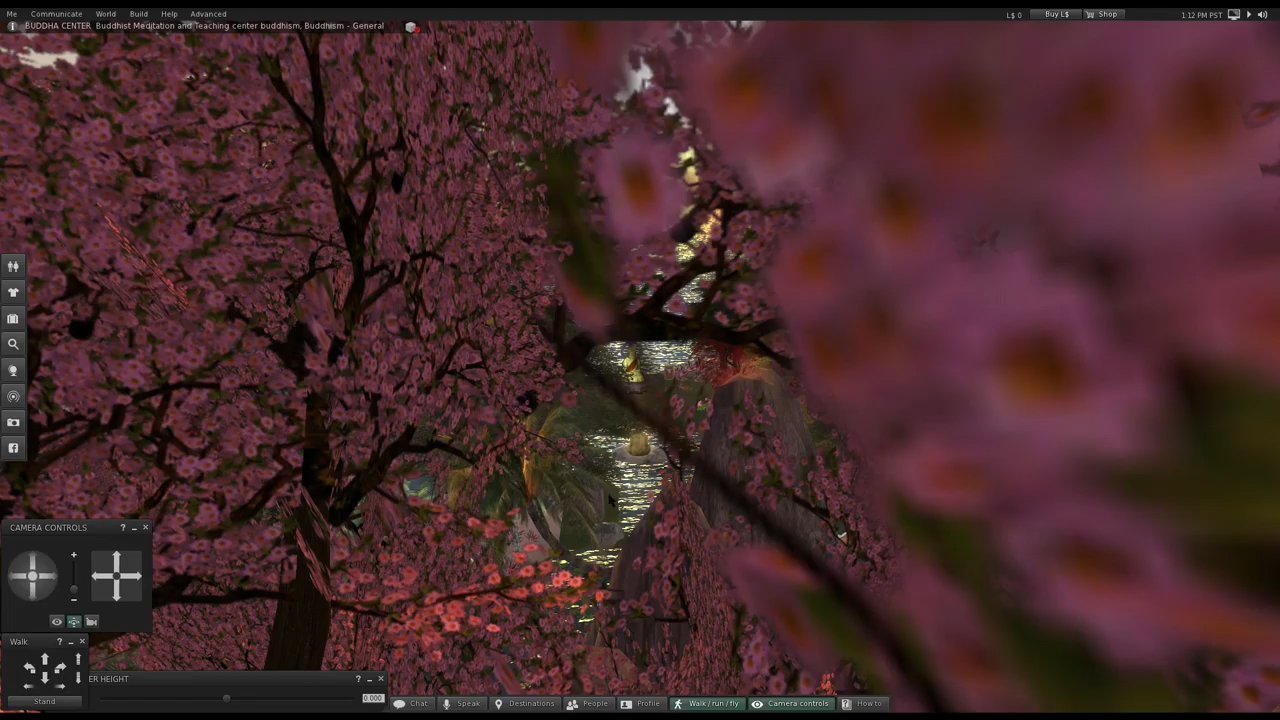 Me Communicate World Build Help Advanced L$ 0 Buy L$ Shop 1:12 PM PST
BUDDHA CENTER Buddhist Meditation and Teaching center buddhism, Buddhism - General
CAMERA CONTROLS
Walk
ER HEIGHT
Stand
0.000
Chat Speak Destinations People Profile Walk / run / fly Camera controls How to